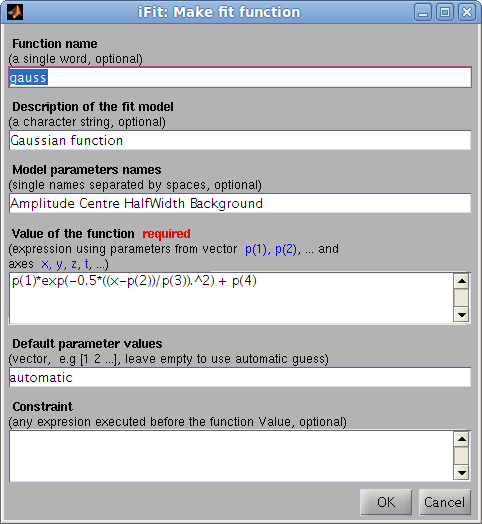 iFit: Make fit function
Function name
(a single word, optional)
gauss
Description of the fit model
(a character string, optional)
Gaussian function
Model parameters names
(single names separated by spaces, optional)
Amplitude Centre HalfWidth Background
Value of the function required
(expression using parameters from vector p(1), p(2), ... and
axes x, y, z, t, ...)
p(1)*exp(-0.5*((x-p(2))/p(3)).^2) + p(4)
Default parameter values
(vector, e.g [1 2 ...], leave empty to use automatic guess)
automatic
Constraint
(any expresion executed before the function Value, optional)
OK Cancel